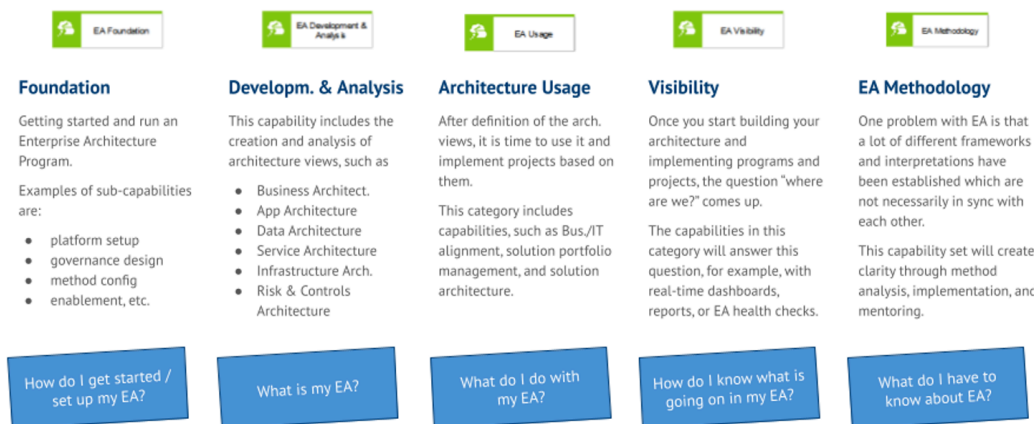 EA Foundation
EA Development &
Analysis
EA Usage
EA Visibility
EA Methodology
Foundation
Getting started and run an
Enterprise Architecture
Program.
Examples of sub-capabilities
are:
● platform setup
● governance design
● method config
● enablement, etc.
How do I get started /
set up my EA?
Developm. & Analysis
This capability includes the
creation and analysis of
architecture views, such as
● Business Architect.
● App Architecture
● Data Architecture
● Service Architecture
● Infrastructure Arch.
● Risk & Controls
Architecture
What is my EA?
Architecture Usage
After definition of the arch.
views, it is time to use it and
implement projects based on
them.
This category includes
capabilities, such as Bus./IT
alignment, solution portfolio
management, and solution
architecture.
What do I do with
my EA?
Visibility
Once you start building your
architecture and
implementing programs and
projects, the question “where
are we?” comes up.
The capabilities in this
category will answer this
question, for example, with
real-time dashboards,
reports, or EA health checks.
How do I know what is
going on in my EA?
EA Methodology
One problem with EA is that
a lot of different frameworks
and interpretations have
been established which are
not necessarily in sync with
each other.
This capability set will create
clarity through method
analysis, implementation, and
mentoring.
What do I have to
know about EA?